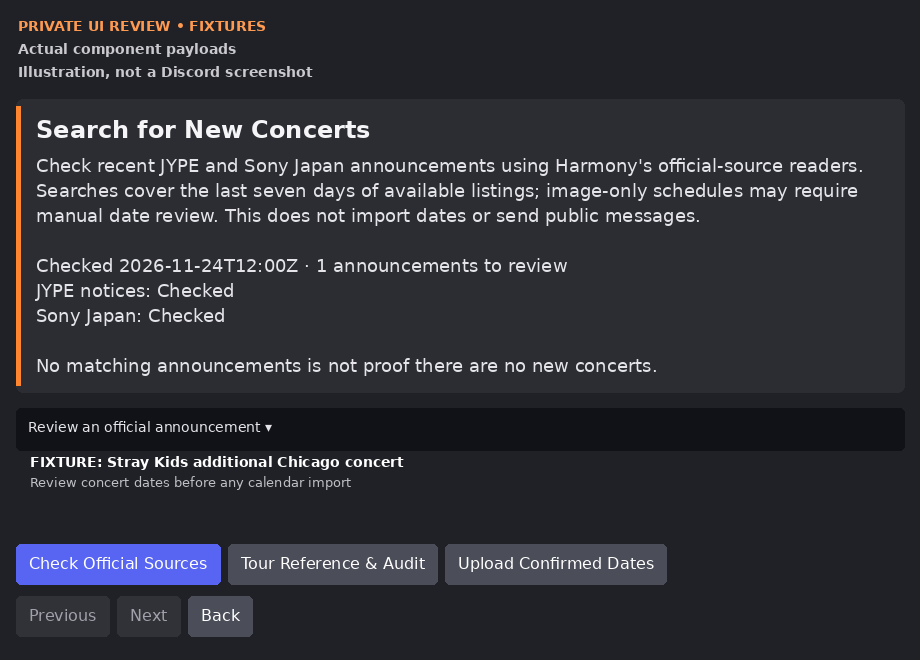 PRIVATE UI REVIEW • FIXTURES
Actual component payloads
Illustration, not a Discord screenshot
Search for New Concerts
Check recent JYPE and Sony Japan announcements using Harmony's official-source readers.
Searches cover the last seven days of available listings; image-only schedules may require
manual date review. This does not import dates or send public messages.
Checked 2026-11-24T12:00Z · 1 announcements to review
JYPE notices: Checked
Sony Japan: Checked
No matching announcements is not proof there are no new concerts.
Review an official announcement ▾
FIXTURE: Stray Kids additional Chicago concert
Review concert dates before any calendar import
Check Official Sources Tour Reference & Audit Upload Confirmed Dates
Previous Next Back